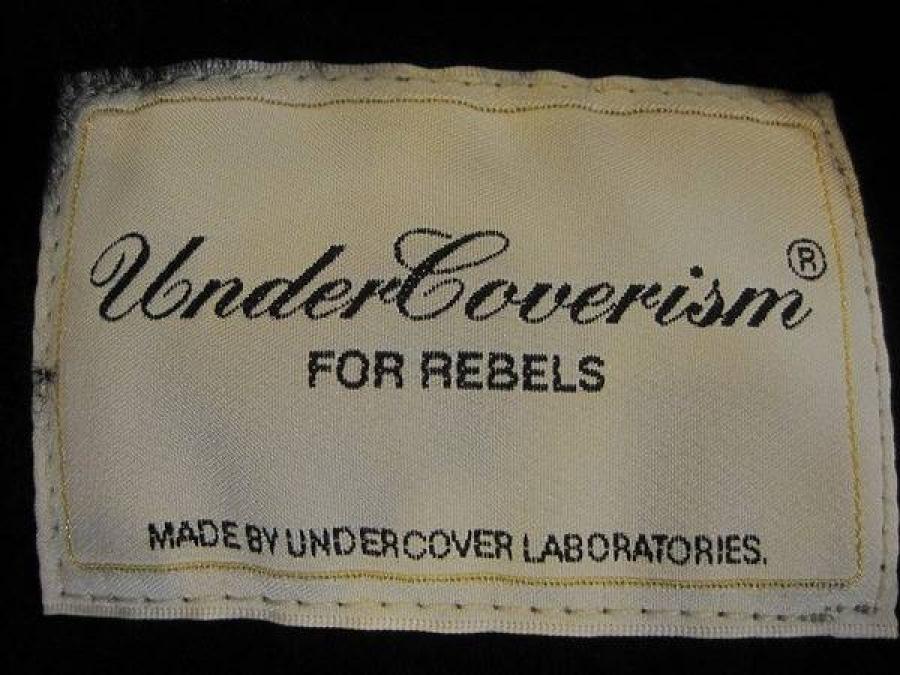 UnderCoverism®
FOR REBELS
MADE BY UNDERCOVER LABORATORIES.